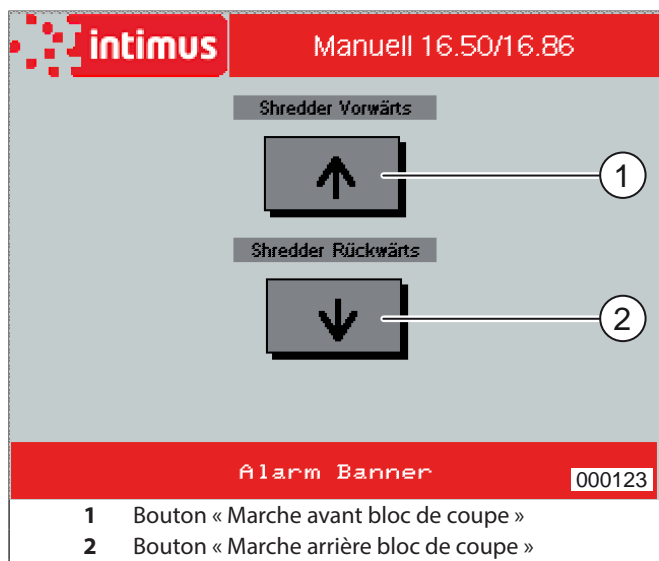 intimus
Manuell 16.50/16.86
Shredder Vorwärts
1
Shredder Rückwärts
2
Alarm Banner
000123
1 Bouton « Marche avant bloc de coupe »
2 Bouton « Marche arrière bloc de coupe »